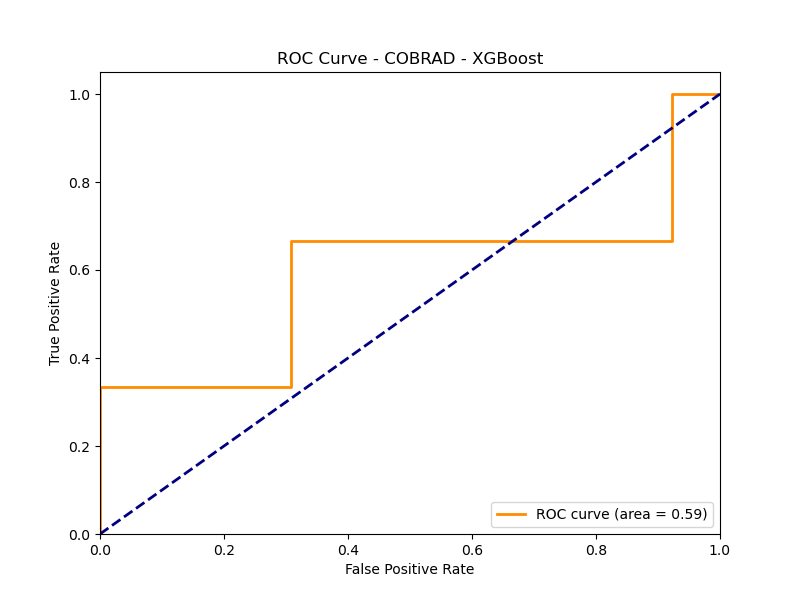 ROC Curve - COBRAD - XGBoost
True Positive Rate
1.0
0.8
0.6
0.4
0.2
0.0
ROC curve (area = 0.59)
0.0 0.2 0.4 0.6 0.8 1.0
False Positive Rate